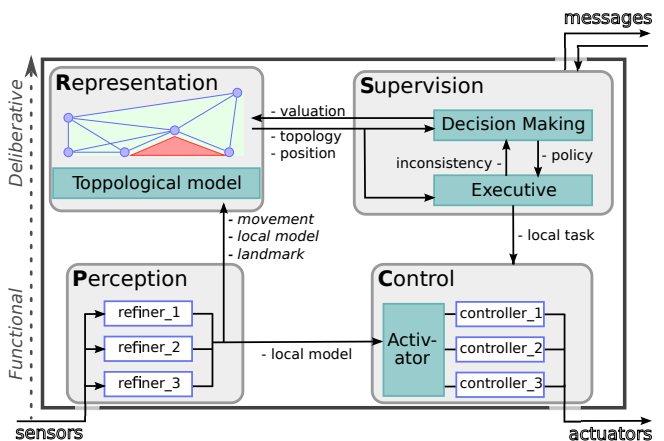 messages
Representation
Supervision
- valuation
Decision Making
- topology
- position
inconsistency -
- policy
Toppological model
Executive
- movement
- local model
- landmark
- local task
Deliberative
Functional
Perception
Control
refiner_1
refiner_2
refiner_3
- local model
Activ-
ator
controller_1
controller_2
controller_3
sensors
actuators